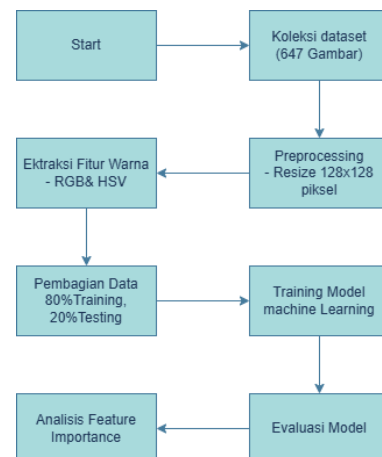 Start
Koleksi dataset
(647 Gambar)
Preprocessing
- Resize 128x128
piksel
Ektraksi Fitur Warna
- RGB& HSV
Pembagian Data
80%Training,
20%Testing
Training Model
machine Learning
Evaluasi Model
Analisis Feature
Importance